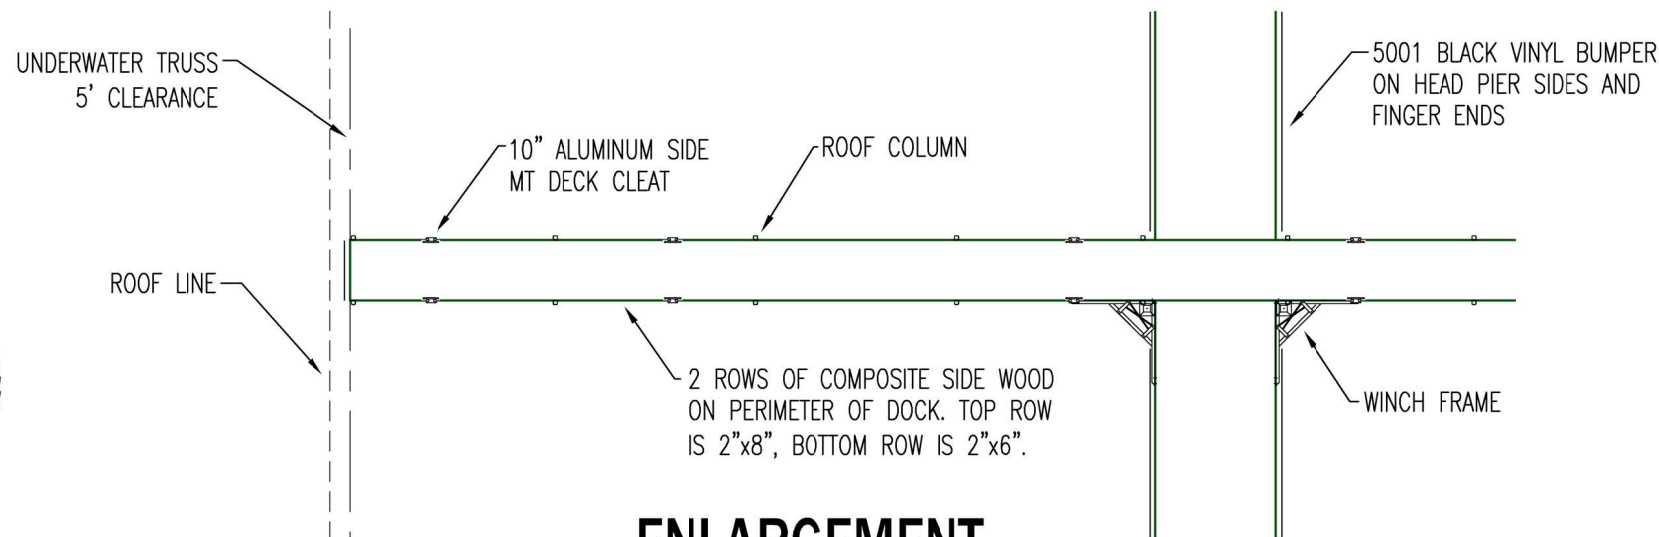 UNDERWATER TRUSS
5' CLEARANCE
10" ALUMINUM SIDE
MT DECK CLEAT
ROOF COLUMN
5001 BLACK VINYL BUMPER
ON HEAD PIER SIDES AND
FINGER ENDS
ROOF LINE
2 ROWS OF COMPOSITE SIDE WOOD
ON PERIMETER OF DOCK. TOP ROW
IS 2"x8", BOTTOM ROW IS 2"x6".
WINCH FRAME
ENLARGEMENT